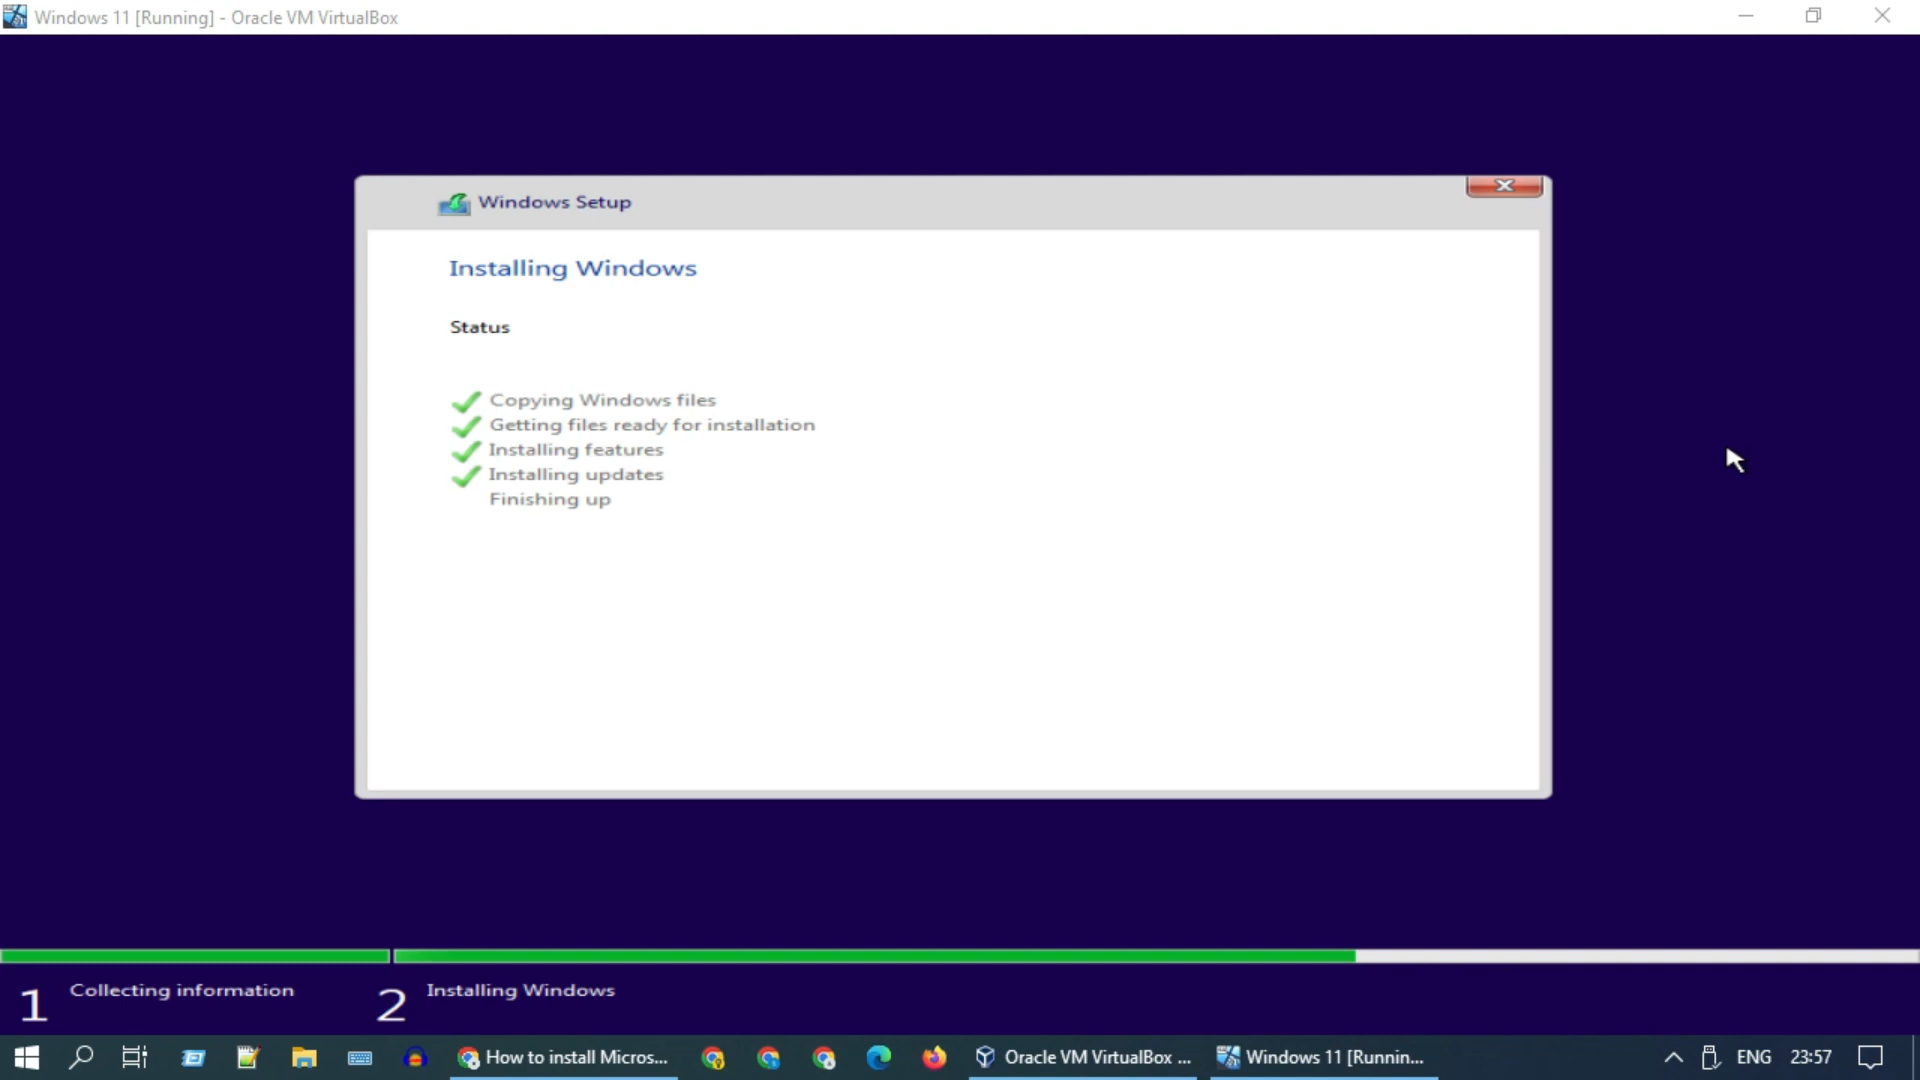 Windows 11 [Running] - Oracle VM VirtualBox
Windows Setup
Installing Windows
Status
Copying Windows files
Getting files ready for installation
Installing features
Installing updates
Finishing up
1 Collecting information
2 Installing Windows
How to install Micros...
Oracle VM VirtualBox ...
Windows 11 [Runnin...
ENG
23:57